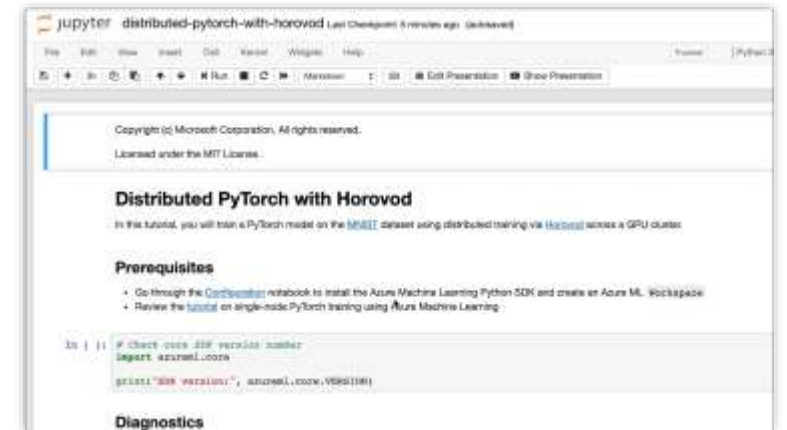 jupyter distributed-pytorch-with-horovod Last Checkpoint: 8 minutes ago (autosaved)
File Edit View Insert Cell Kernel Widgets Help
Run Markdown Edit Presentation Show Presentation
Copyright (c) Microsoft Corporation. All rights reserved.
Licensed under the MIT License.
Distributed PyTorch with Horovod
In this tutorial, you will train a PyTorch model on the MNIST dataset using distributed training via Horovod across a GPU cluster.
Prerequisites
• Go through the Configuration notebook to install the Azure Machine Learning Python SDK and create an Azure ML Workspace
• Review the tutorial on single-node PyTorch training using Azure Machine Learning
In [ ]: # Check core SDK version number
import azureml.core
print("SDK version:", azureml.core.VERSION)
Diagnostics